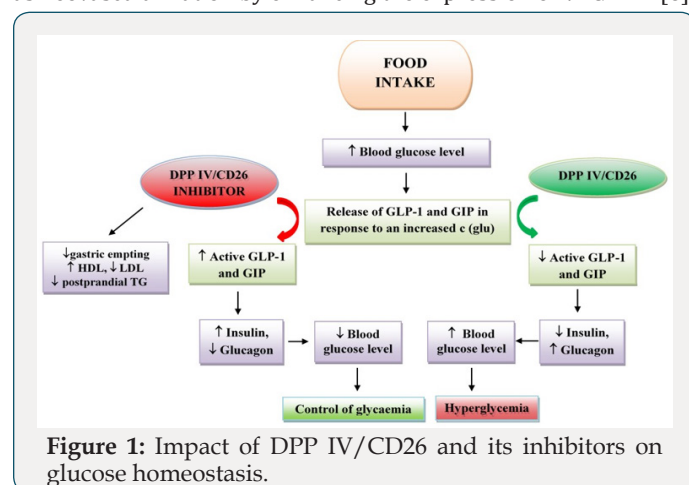 FOOD
INTAKE
↑ Blood glucose level
DPP IV/CD26
INHIBITOR
DPP IV/CD26
Release of GLP-1 and GIP in
response to an increased c (glu)
↓gastric empting
↑ HDL, ↓ LDL
↓ postprandial TG
↑ Active GLP-1
and GIP
↓ Active GLP-1
and GIP
↑ Insulin,
↓ Glucagon
↓ Blood
glucose level
↑ Blood
glucose level
↓ Insulin,
↑ Glucagon
Control of glycaemia
Hyperglycemia
Figure 1: Impact of DPP IV/CD26 and its inhibitors on
glucose homeostasis.